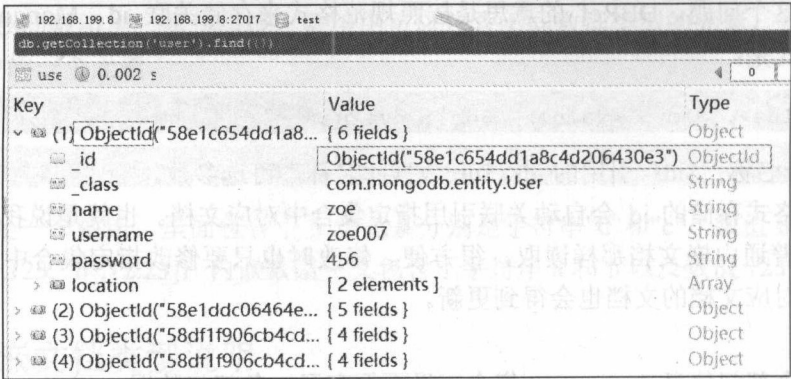 192.168.199.8 192.168.199.8:27017 test
db.getCollection('user').find({})
use 0.002 s 0
Key Value Type
(1) ObjectId("58e1c654dd1a8... { 6 fields } Object
_id ObjectId("58e1c654dd1a8c4d206430e3") ObjectId
_class com.mongodb.entity.User String
name zoe String
username zoe007 String
password 456 String
location [ 2 elements ] Array
(2) ObjectId("58e1ddc06464e... { 5 fields } Object
(3) ObjectId("58df1f906cb4cd... { 4 fields } Object
(4) ObjectId("58df1f906cb4cd... { 4 fields } Object